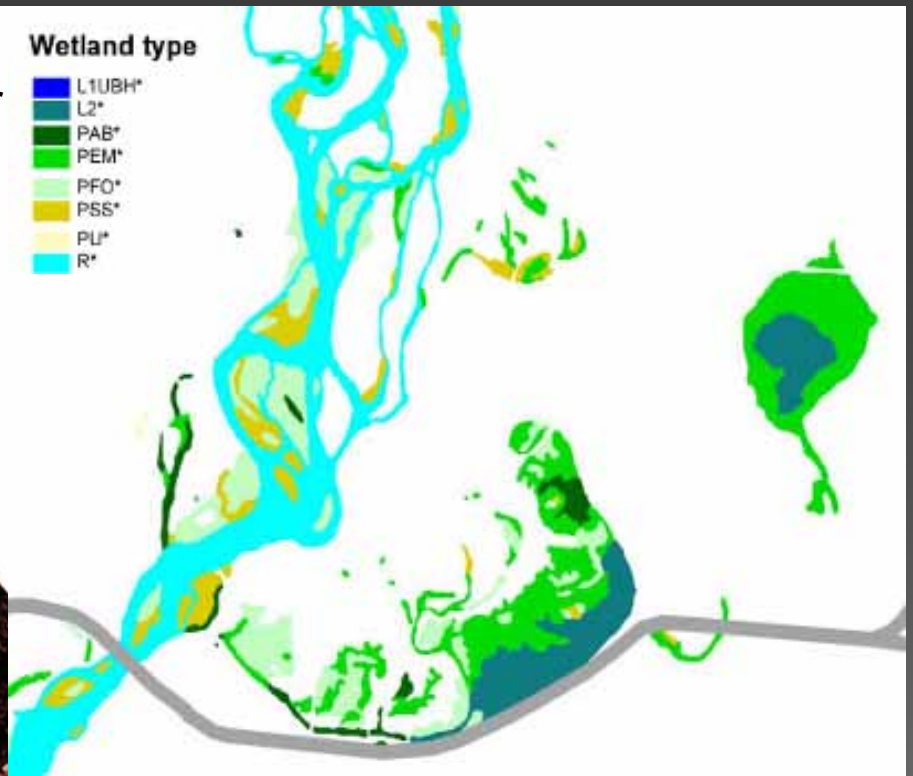 Wetland type
L1UBH*
L2*
PAB*
PEM*
PFO*
PSS*
PU*
R*